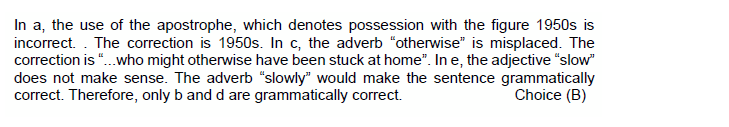 In a, the use of the apostrophe, which denotes possession with the figure 1950s is
incorrect. . The correction is 1950s. In c, the adverb “otherwise” is misplaced. The
correction is “...who might otherwise have been stuck at home”. In e, the adjective “slow”
does not make sense. The adverb “slowly” would make the sentence grammatically
correct. Therefore, only b and d are grammatically correct. Choice (B)